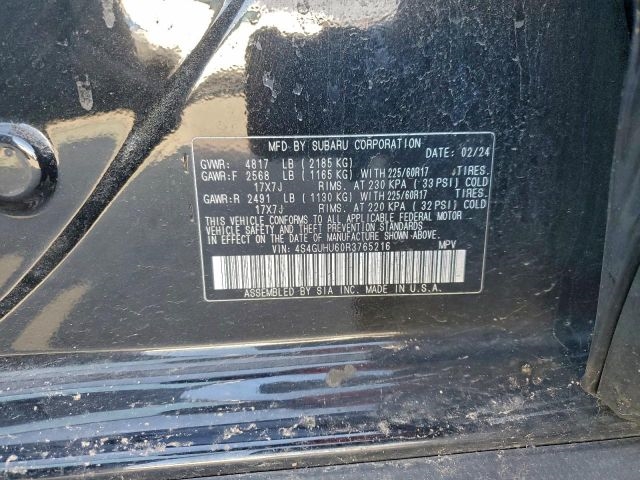 MFD.BY SUBARU CORPORATION
DATE: 02/24
GVWR: 4817 LB ( 2185 KG)
GAWR:F 2568 LB ( 1165 KG) WITH 225/60R17 TIRES.
17X7J RIMS. AT 230 KPA ( 33 PSI) COLD
GAWR:R 2491 LB ( 1130 KG) WITH 225/60R17 TIRES.
17X7J RIMS. AT 220 KPA ( 32 PSI) COLD
THIS VEHICLE CONFORMS TO ALL APPLICABLE FEDERAL MOTOR
VEHICLE SAFETY AND THEFT PREVENTION STANDARDS
IN EFFECT ON THE DATE OF MANUFACTURE SHOWN ABOVE.
VIN: 4S4GUHU60R3765216 MPV
ASSEMBLED BY SIA INC. MADE IN U.S.A.